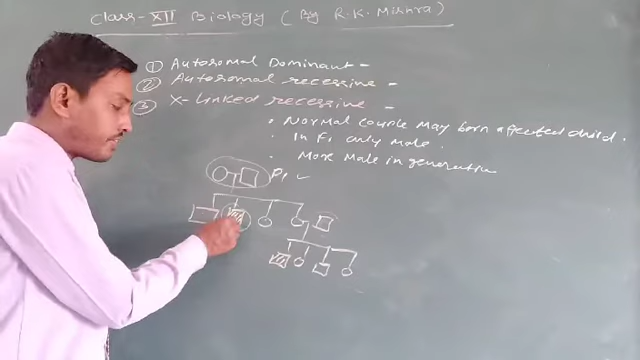 Class-XII Biology (By R.K. Mishra)
① Autosomal Dominant -
② Autosomal recessive -
③ X-linked recessive -
• Normal couple may born affected child.
• In F1 only male.
• More Male in generation
P1 ✓